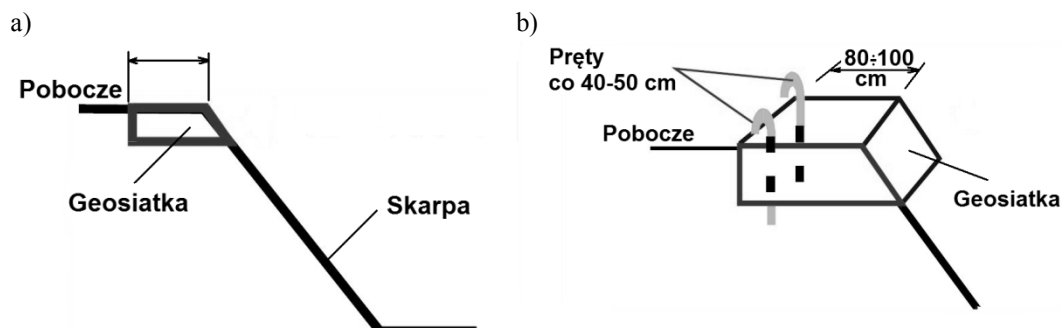 a)
Pobocze
Geosiatka
Skarpa
b)
Pręty
co 40-50 cm
80÷100
cm
Pobocze
Geosiatka